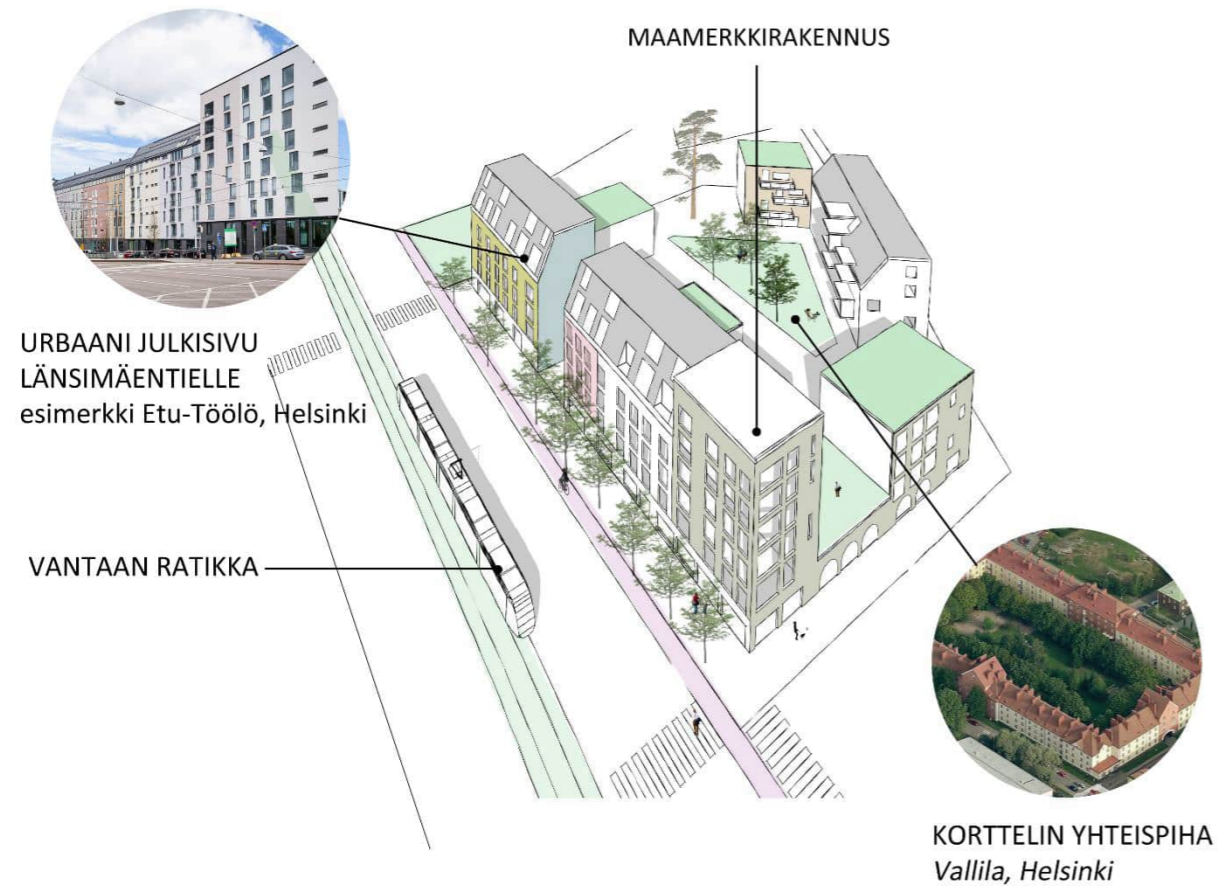 MAAMERKKIRAKENNUS
URBAANI JULKISIVU
LÄNSIMÄENTIELLE
esimerkki Etu-Töölö, Helsinki
VANTAAN RATIKKA
KORTTELIN YHTEISPIHA
Vallila, Helsinki